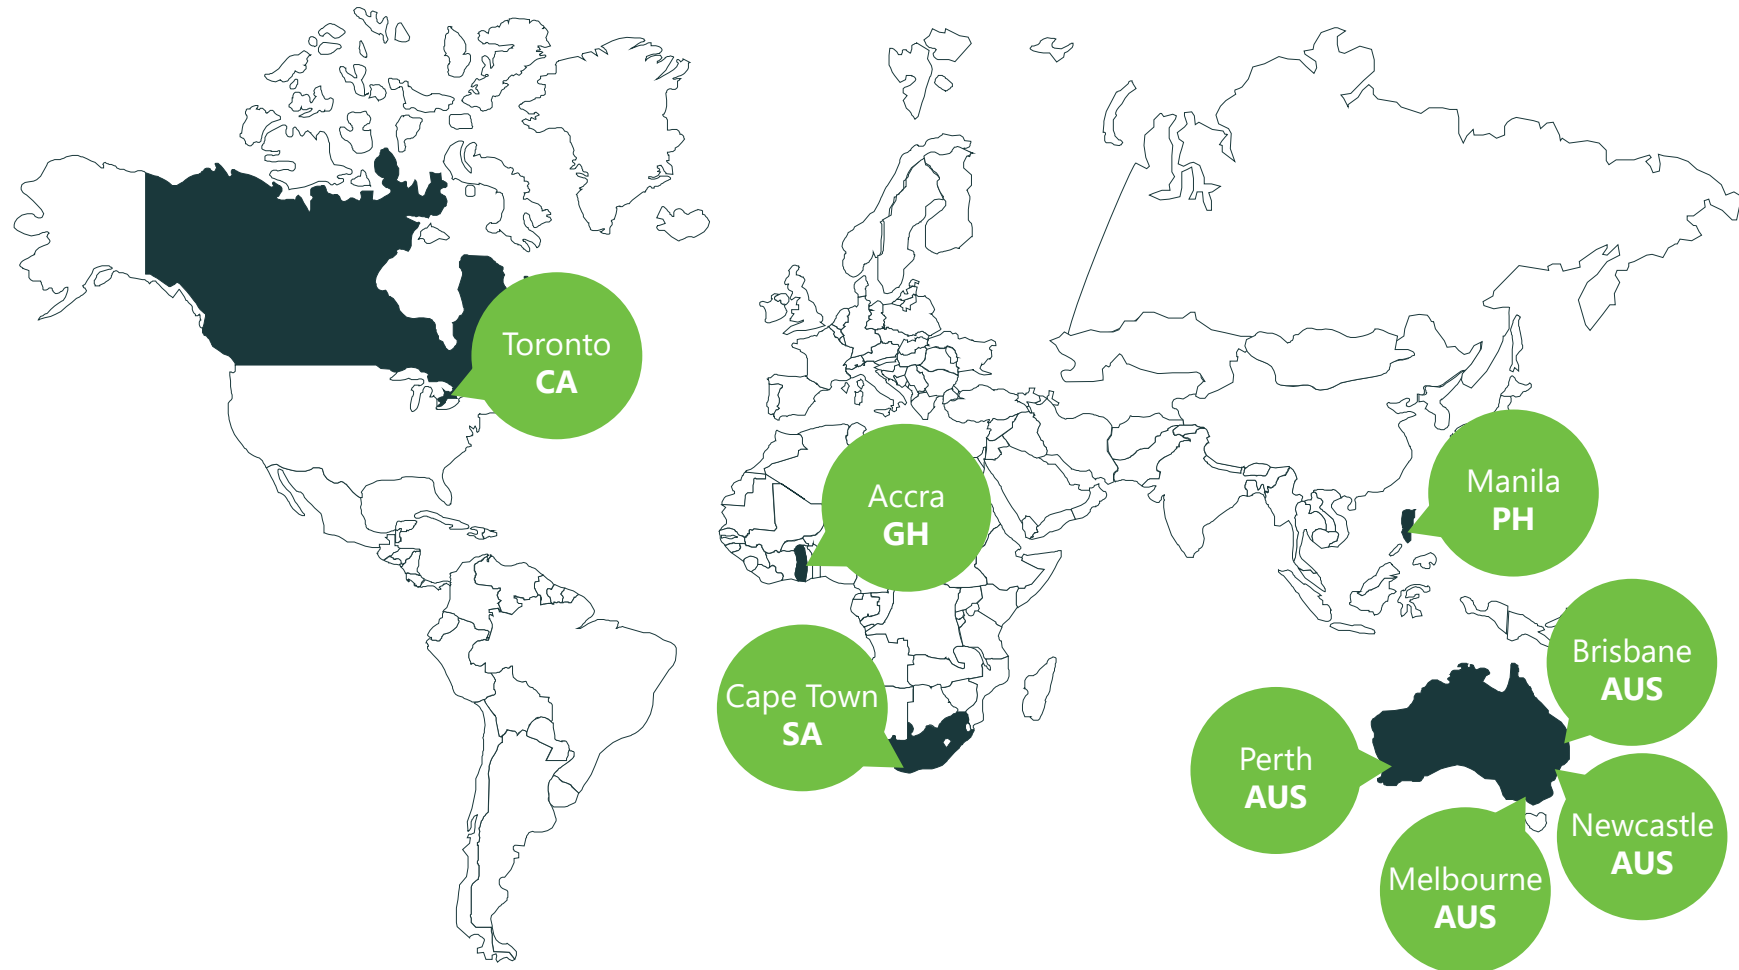 Toronto
CA
Accra
GH
Manila
PH
Cape Town
SA
Brisbane
AUS
Perth
AUS
Newcastle
AUS
Melbourne
AUS